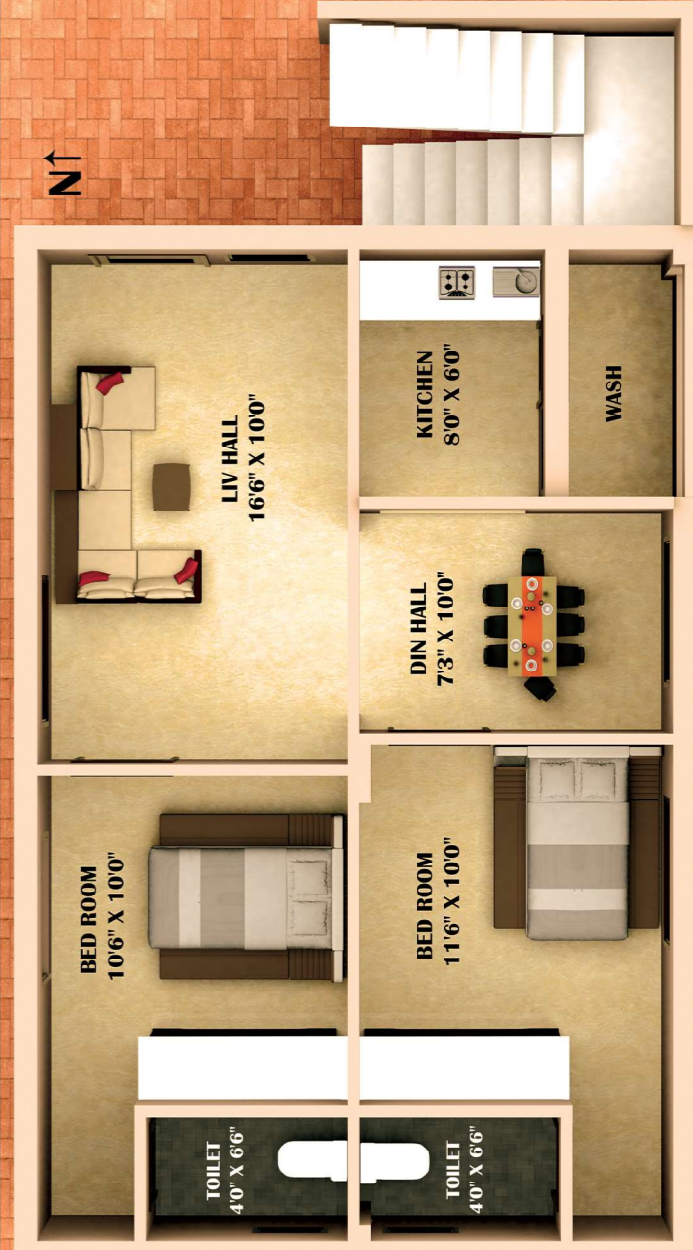 N
LIV HALL
16'6" X 10'0"
KITCHEN
8'0" X 6'0"
WASH
DIN HALL
7'3" X 10'0"
BED ROOM
10'6" X 10'0"
BED ROOM
11'6" X 10'0"
TOILET
4'0" X 6'6"
TOILET
4'0" X 6'6"